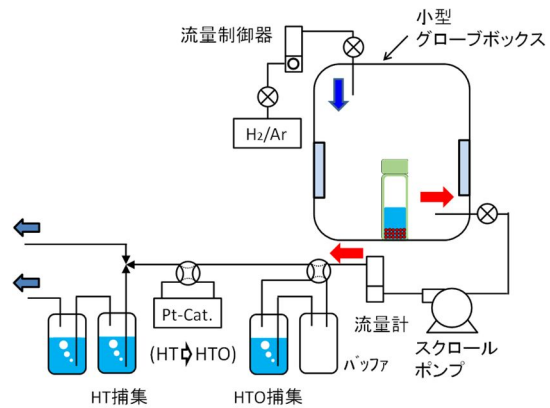 小型
グローブボックス
流量制御器
H₂/Ar
Pt-Cat.
(HT⇨HTO)
流量計
スクロール
ポンプ
バッファ
HT捕集
HTO捕集